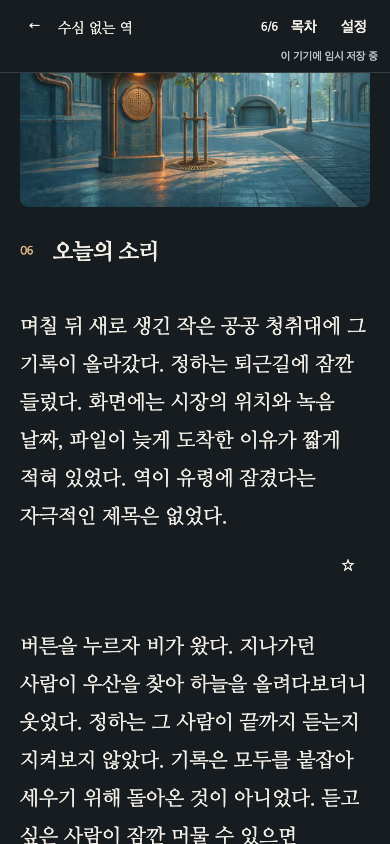 ← 수심 없는 역 6/6 목차 설정
이 기기에 임시 저장 중
06 오늘의 소리
며칠 뒤 새로 생긴 작은 공공 청취대에 그
기록이 올라갔다. 정하는 퇴근길에 잠깐
들렀다. 화면에는 시장의 위치와 녹음
날짜, 파일이 늦게 도착한 이유가 짧게
적혀 있었다. 역이 유령에 잠겼다는
자극적인 제목은 없었다.
☆
버튼을 누르자 비가 왔다. 지나가던
사람이 우산을 찾아 하늘을 올려다보더니
웃었다. 정하는 그 사람이 끝까지 듣는지
지켜보지 않았다. 기록은 모두를 붙잡아
세우기 위해 돌아온 것이 아니었다. 듣고
싶은 사람이 잠깐 머물 수 있으면